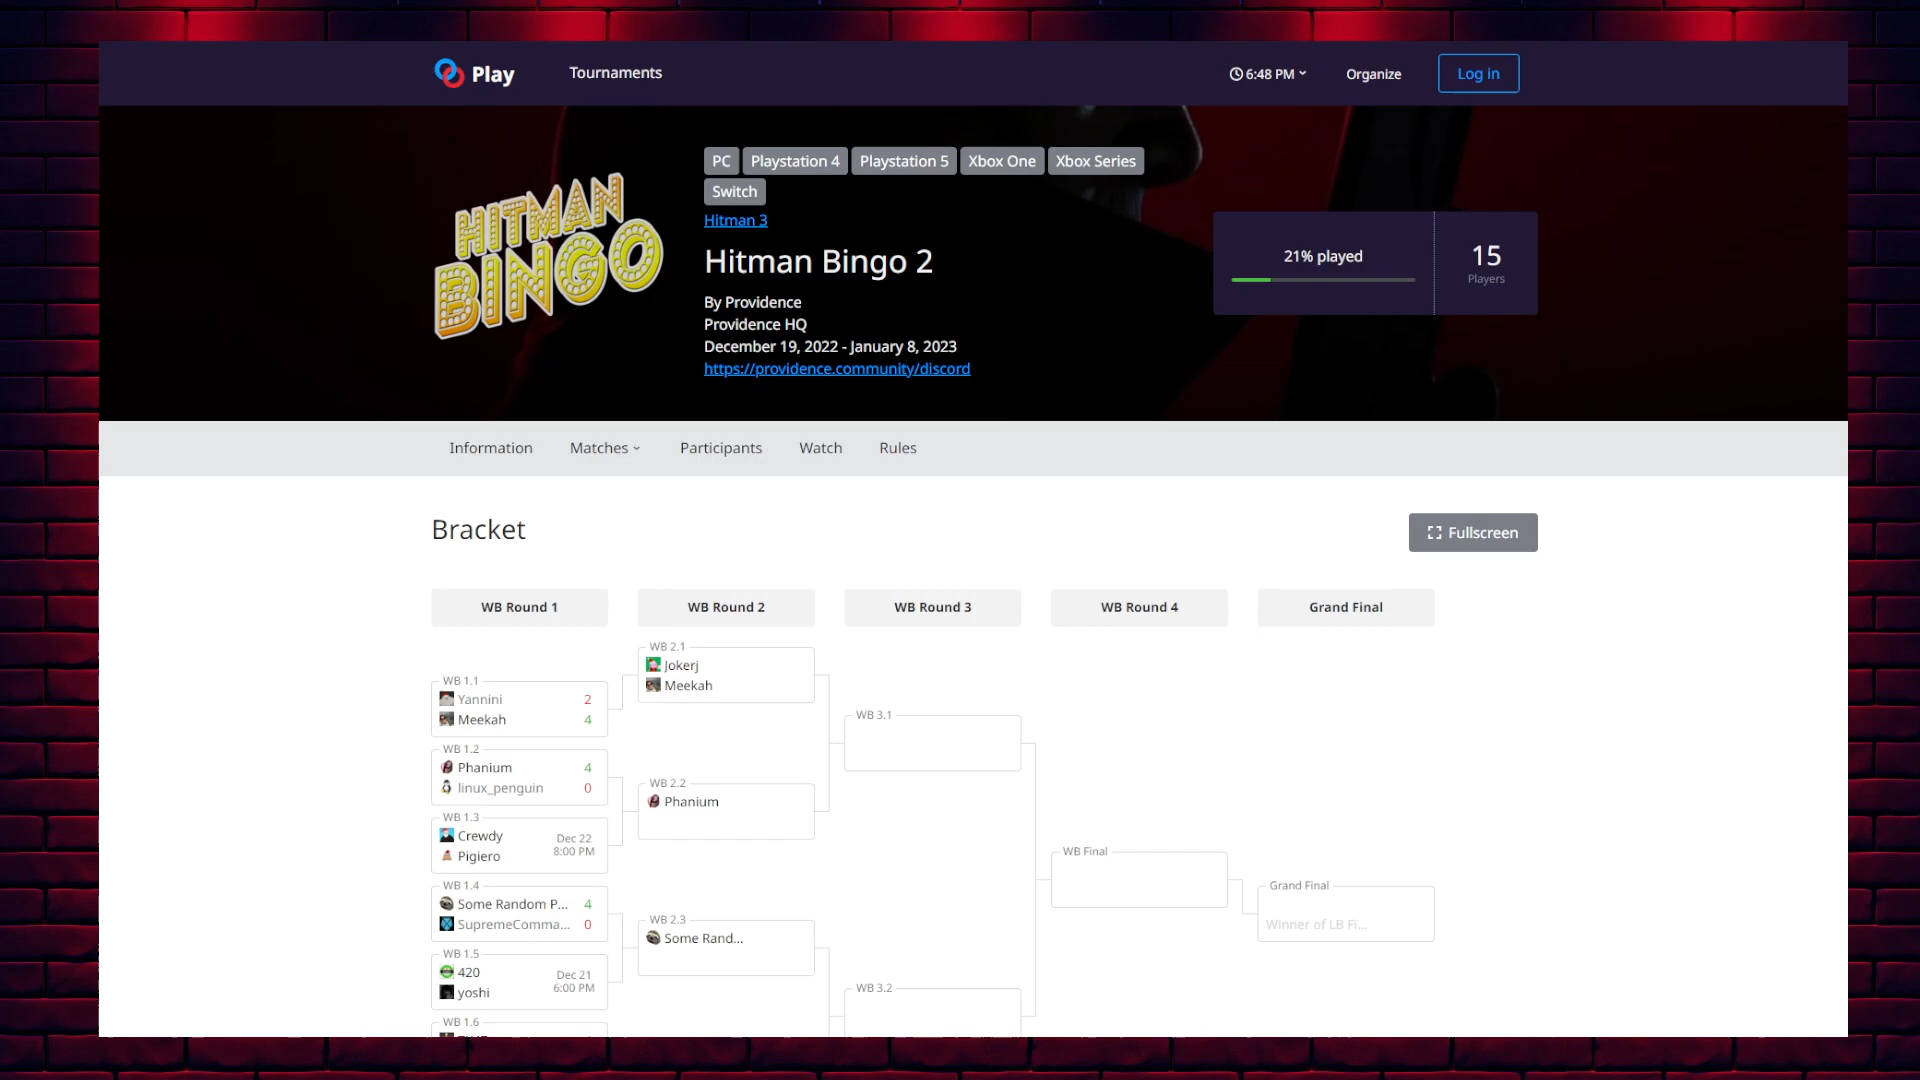 Play
Tournaments
6:48 PM
Organize
Log in
PC
Playstation 4
Playstation 5
Xbox One
Xbox Series
Switch
HITMAN
BINGO
Hitman 3
Hitman Bingo 2
By Providence
Providence HQ
December 19, 2022 - January 8, 2023
https://providence.community/discord
21% played
15
Players
Information
Matches
Participants
Watch
Rules
Bracket
Fullscreen
WB Round 1
WB Round 2
WB Round 3
WB Round 4
Grand Final
WB 1.1
Yannini 2
Meekah 4
WB 1.2
Phanium 4
linux_penguin 0
WB 1.3
Crewdy
Pigiero
Dec 22
8:00 PM
WB 1.4
Some Random P... 4
SupremeComma... 0
WB 1.5
420
yoshi
Dec 21
6:00 PM
WB 1.6
WB 2.1
Jokerj
Meekah
WB 2.2
Phanium
WB 2.3
Some Rand...
WB 3.1
WB 3.2
WB Final
Grand Final
Winner of LB Fi...